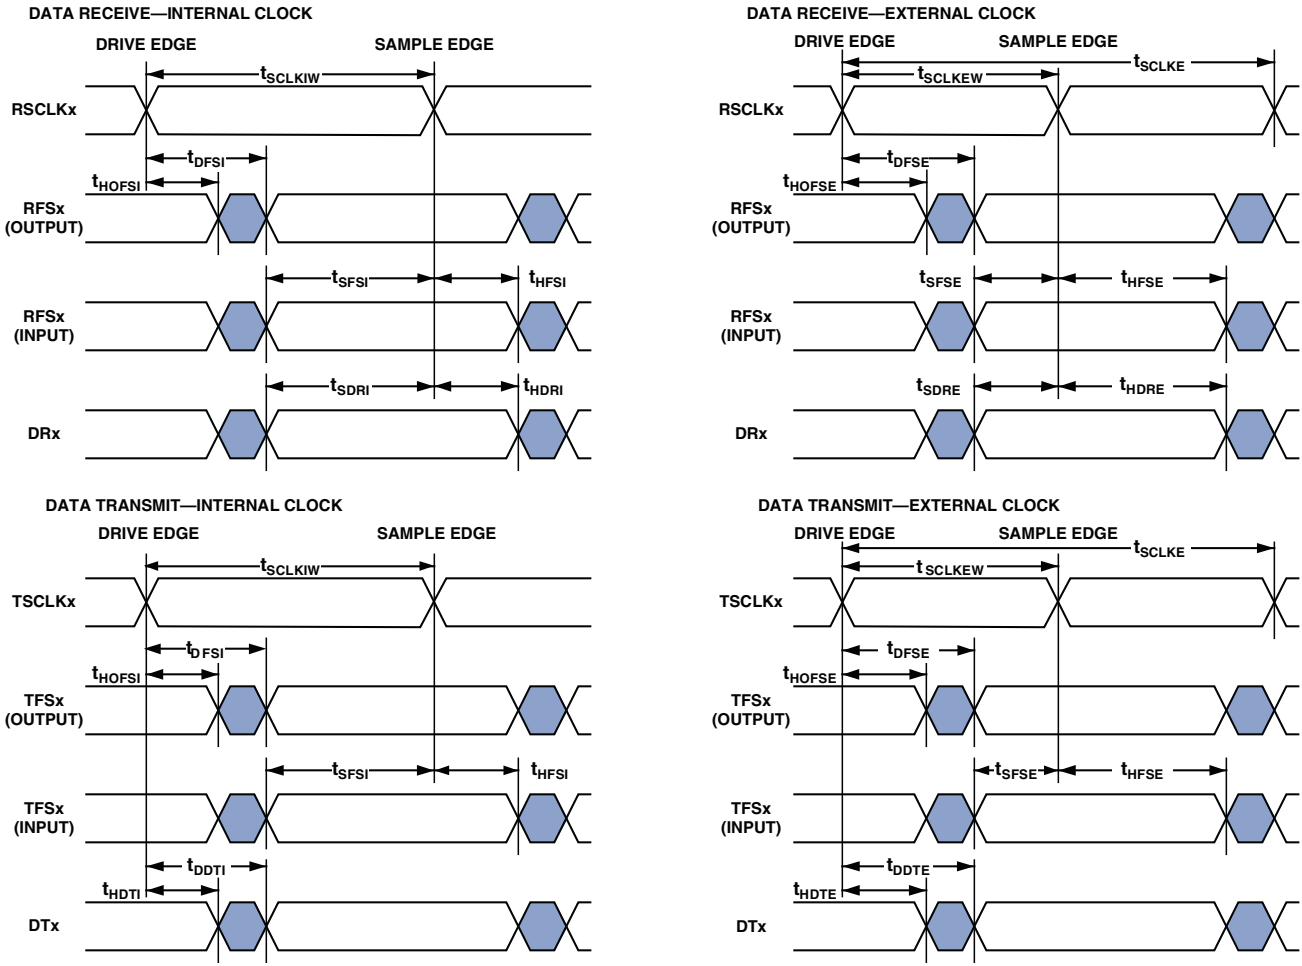 DATA RECEIVE—INTERNAL CLOCK
DRIVE EDGE
SAMPLE EDGE
tSCLKIW
RSCLKx
tDFSI
tHOFSI
RFSx
(OUTPUT)
tSFSI
tHFSI
RFSx
(INPUT)
tSDRI
tHDRI
DRx
DATA RECEIVE—EXTERNAL CLOCK
DRIVE EDGE
SAMPLE EDGE
tSCLKE
tSCLKEW
RSCLKx
tDFSE
tHOFSE
RFSx
(OUTPUT)
tSFSE
tHFSE
RFSx
(INPUT)
tSDRE
tHDRE
DRx
DATA TRANSMIT—INTERNAL CLOCK
DRIVE EDGE
SAMPLE EDGE
tSCLKIW
TSCLKx
tDFSI
tHOFSI
TFSx
(OUTPUT)
tSFSI
tHFSI
TFSx
(INPUT)
tDDTI
tHDTI
DTx
DATA TRANSMIT—EXTERNAL CLOCK
DRIVE EDGE
SAMPLE EDGE
tSCLKE
tSCLKEW
TSCLKx
tDFSE
tHOFSE
TFSx
(OUTPUT)
tSFSE
tHFSE
TFSx
(INPUT)
tDDTE
tHDTE
DTx